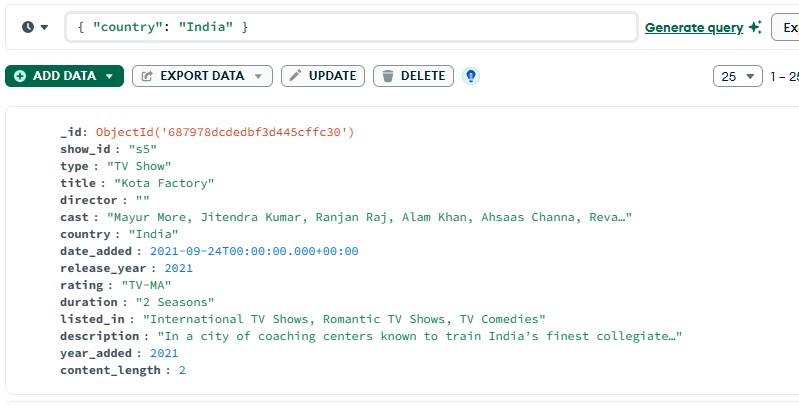 { "country": "India" }
Generate query
ADD DATA
EXPORT DATA
UPDATE
DELETE
25
_id: ObjectId('687978dcdedbf3d445cffc30')
show_id : "s5"
type : "TV Show"
title : "Kota Factory"
director : ""
cast : "Mayur More, Jitendra Kumar, Ranjan Raj, Alam Khan, Ahsaas Channa, Reva…"
country : "India"
date_added : 2021-09-24T00:00:00.000+00:00
release_year : 2021
rating : "TV-MA"
duration : "2 Seasons"
listed_in : "International TV Shows, Romantic TV Shows, TV Comedies"
description : "In a city of coaching centers known to train India’s finest collegiate…"
year_added : 2021
content_length : 2